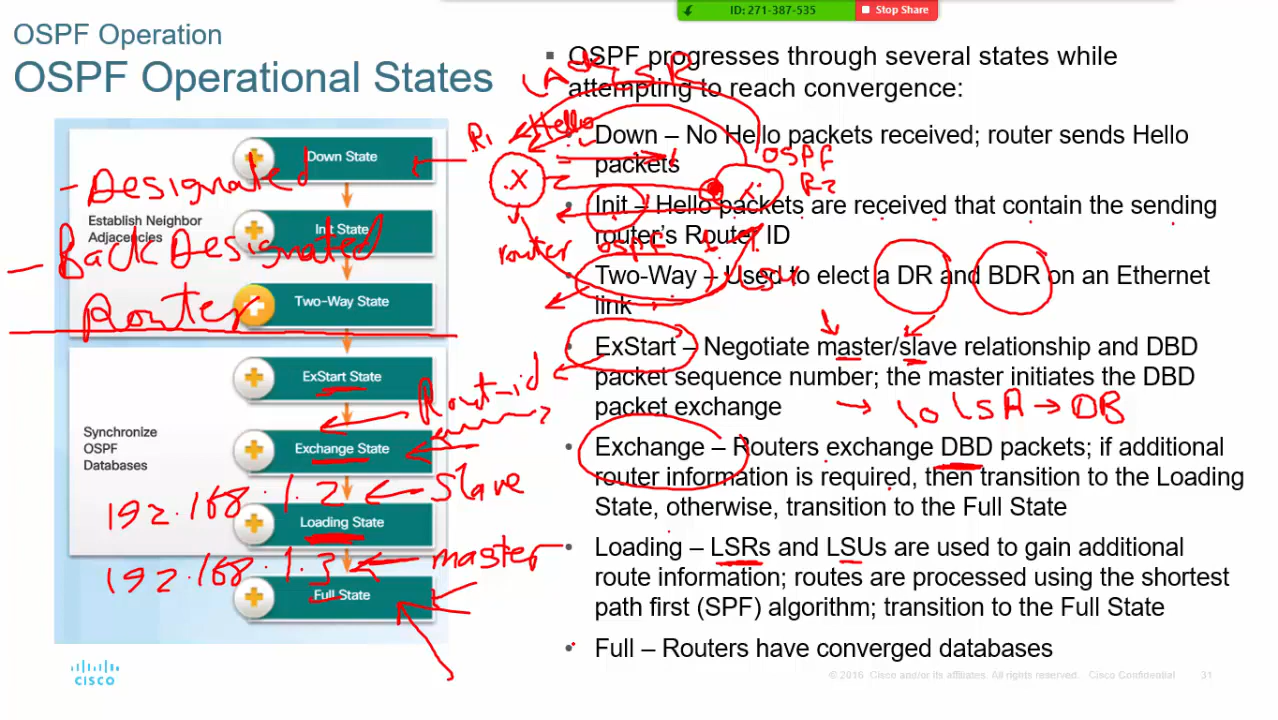 ID: 271-387-535
Stop Share
OSPF Operation
OSPF Operational States
Down State
Establish Neighbor
Adjacencies
Init State
Two-Way State
ExStart State
Synchronize
OSPF
Databases
Exchange State
Loading State
Full State
- Designated
- BackDesignated
Router
Rout-id
192.168.1.2 ← Slave
192.168.1.3 ← master
▪ OSPF progresses through several states while
attempting to reach convergence:
• Down – No Hello packets received; router sends Hello
packets
• Init – Hello packets are received that contain the sending
router's Router ID
• Two-Way – Used to elect a DR and BDR on an Ethernet
link
• ExStart – Negotiate master/slave relationship and DBD
packet sequence number; the master initiates the DBD
packet exchange
• Exchange – Routers exchange DBD packets; if additional
router information is required, then transition to the Loading
State, otherwise, transition to the Full State
• Loading – LSRs and LSUs are used to gain additional
route information; routes are processed using the shortest
path first (SPF) algorithm; transition to the Full State
• Full – Routers have converged databases
LSR
Hello
R1
X
OSPF
R2
X
router
OSPF
LSU
→ LSA → DB
CISCO
© 2016 Cisco and/or its affiliates. All rights reserved. Cisco Confidential
31